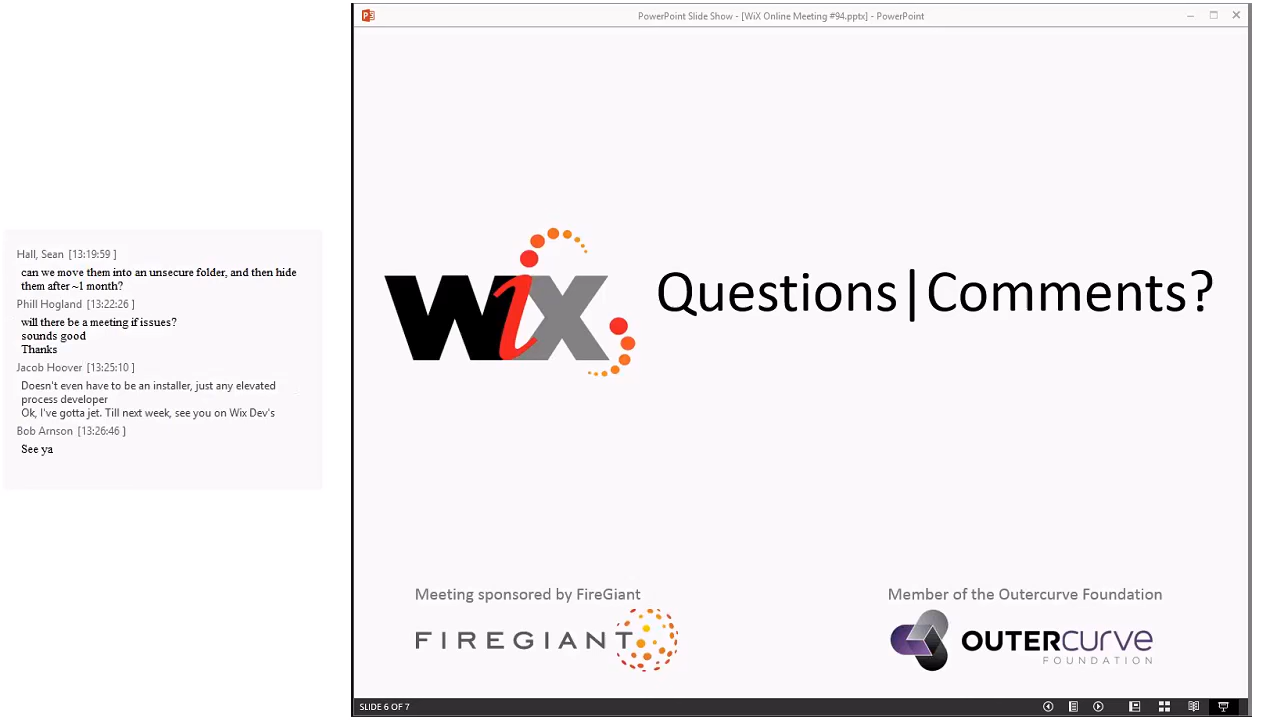 PowerPoint Slide Show - [WiX Online Meeting #94.pptx] - PowerPoint
Hall, Sean [13:19:59 ]
can we move them into an unsecure folder, and then hide
them after ~1 month?
Phill Hogland [13:22:26 ]
will there be a meeting if issues?
sounds good
Thanks
Jacob Hoover [13:25:10 ]
Doesn't even have to be an installer, just any elevated
process developer
Ok, I've gotta jet. Till next week, see you on Wix Dev's
Bob Arnson [13:26:46 ]
See ya
WiX
Questions|Comments?
Meeting sponsored by FireGiant
FIREGIANT
Member of the Outercurve Foundation
OUTERCURVE
FOUNDATION
SLIDE 6 OF 7